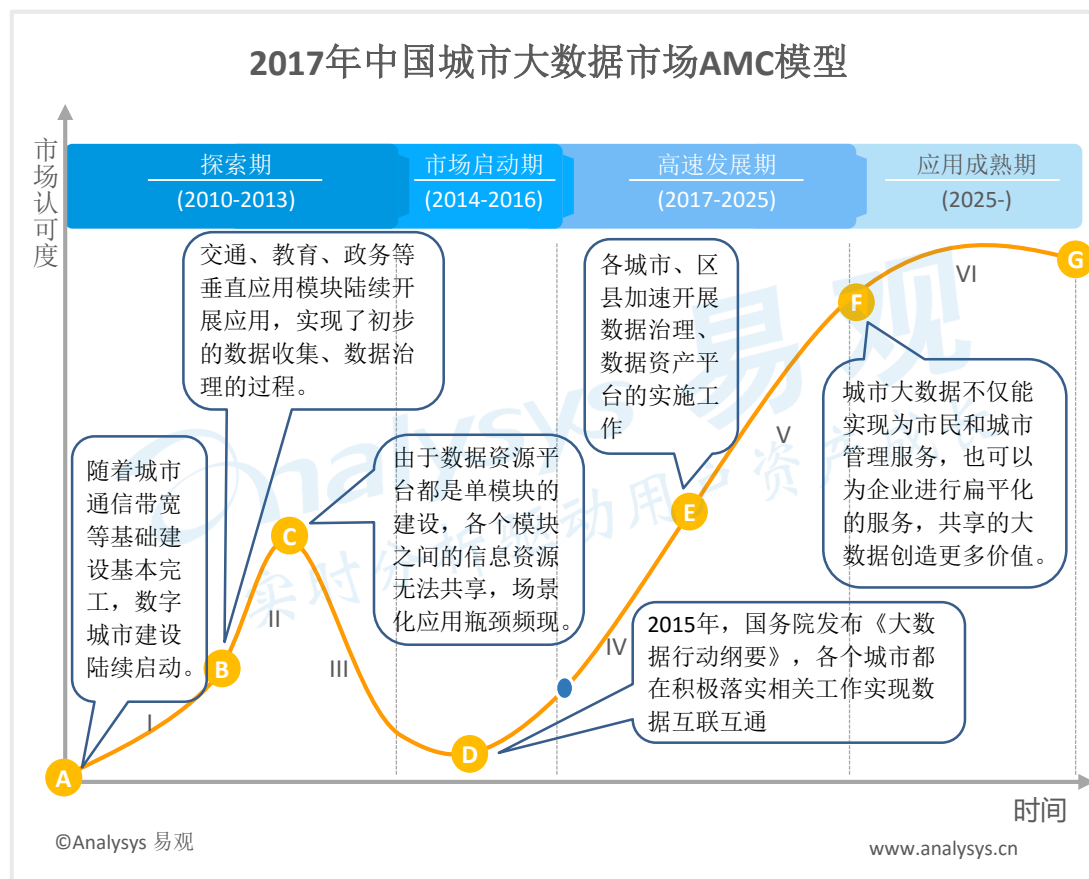 2017年中国城市大数据市场AMC模型
市场认可度
探索期
(2010-2013)
市场启动期
(2014-2016)
高速发展期
(2017-2025)
应用成熟期
(2025-)
交通、教育、政务等
垂直应用模块陆续开
展应用，实现了初步
的数据收集、数据治
理的过程。
各城市、区
县加速开展
数据治理、
数据资产平
台的实施工
作
VI
G
F
V
城市大数据不仅能
实现为市民和城市
管理服务，也可以
为企业进行扁平化
的服务，共享的大
数据创造更多价值。
随着城市
通信带宽
等基础建
设基本完
工，数字
城市建设
陆续启动。
由于数据资源平
台都是单模块的
建设，各个模块
之间的信息资源
无法共享，场景
化应用瓶颈频现。
C
E
II
III
IV
B
2015年，国务院发布《大数
据行动纲要》，各个城市都
在积极落实相关工作实现数
据互联互通
I
D
A
时间
©Analysys 易观
www.analysys.cn
Analysys 易观